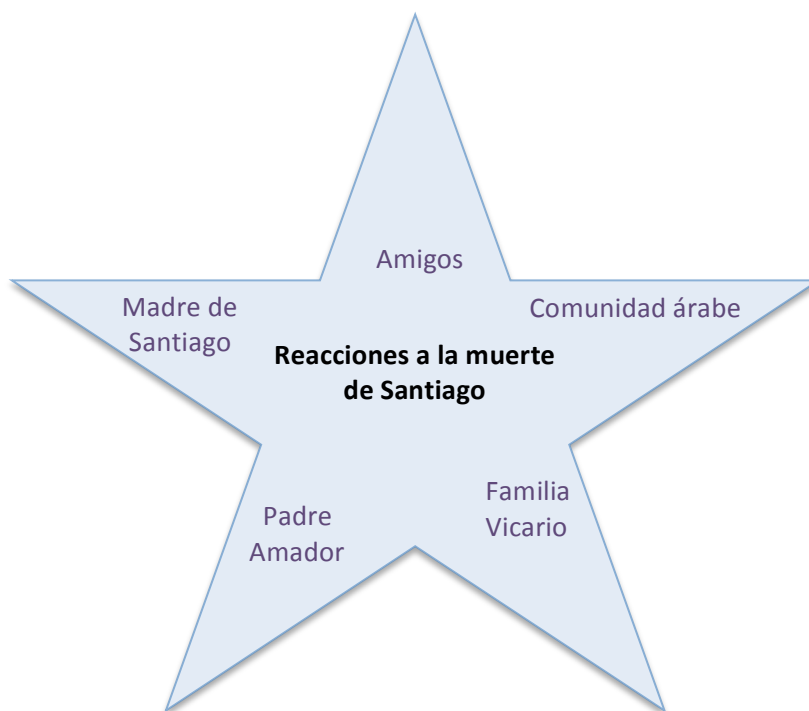 Amigos
Madre de
Santiago
Comunidad árabe
Reacciones a la muerte
de Santiago
Padre
Amador
Familia
Vicario